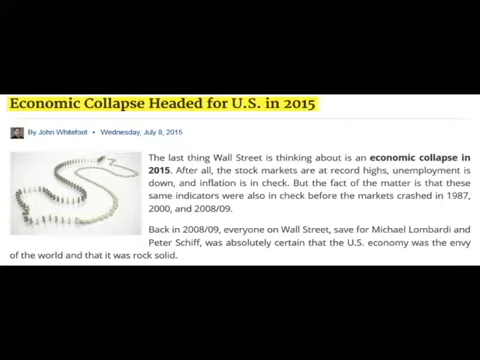 Economic Collapse Headed for U.S. in 2015
By John Whitefoot • Wednesday, July 8, 2015
The last thing Wall Street is thinking about is an economic collapse in
2015. After all, the stock markets are at record highs, unemployment is
down, and inflation is in check. But the fact of the matter is that these
same indicators were also in check before the markets crashed in 1987,
2000, and 2008/09.
Back in 2008/09, everyone on Wall Street, save for Michael Lombardi and
Peter Schiff, was absolutely certain that the U.S. economy was the envy
of the world and that it was rock solid.